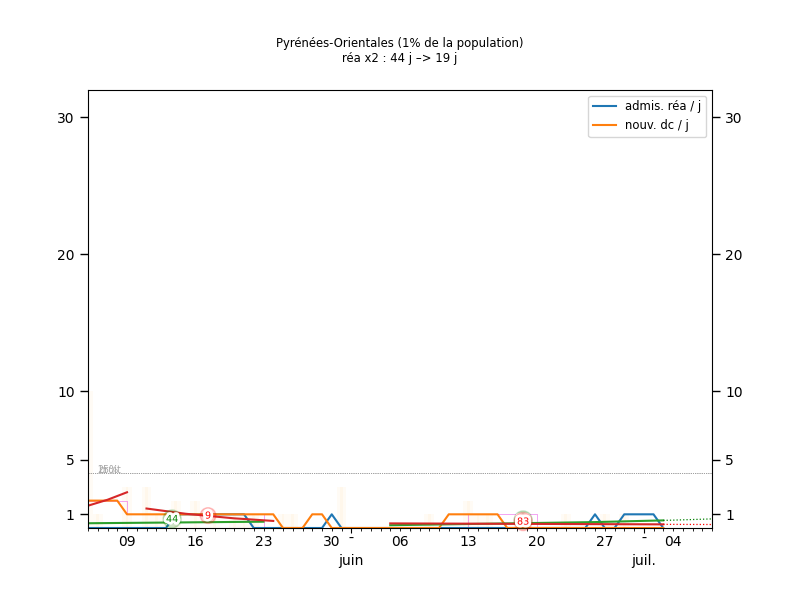 Pyrénées-Orientales (1% de la population)
réa x2 : 44 j –> 19 j
admis. réa / j
nouv. dc / j
30 30
20 20
10 10
5 5
1 1
44 9 83
09 16 23 30 - 06 13 20 27 - 04
juin juil.